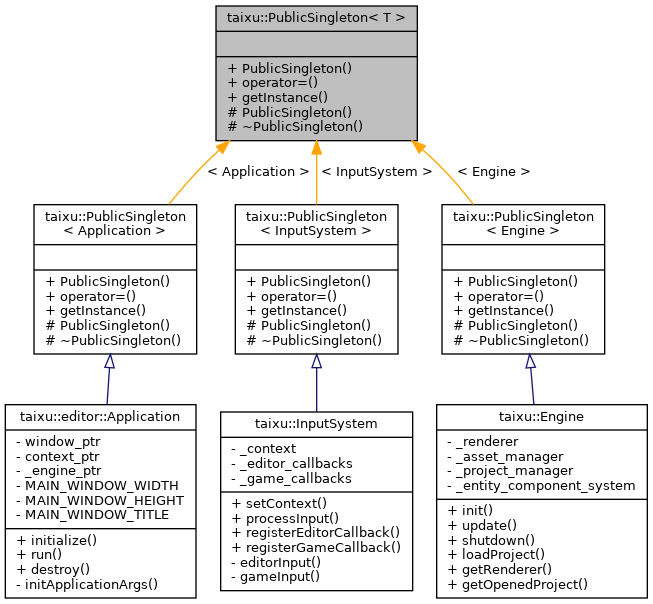 taixu::PublicSingleton< T >
+ PublicSingleton()
+ operator=()
+ getInstance()
# PublicSingleton()
# ~PublicSingleton()
< Application >
< InputSystem >
< Engine >
taixu::PublicSingleton
< Application >
+ PublicSingleton()
+ operator=()
+ getInstance()
# PublicSingleton()
# ~PublicSingleton()
taixu::PublicSingleton
< InputSystem >
+ PublicSingleton()
+ operator=()
+ getInstance()
# PublicSingleton()
# ~PublicSingleton()
taixu::PublicSingleton
< Engine >
+ PublicSingleton()
+ operator=()
+ getInstance()
# PublicSingleton()
# ~PublicSingleton()
taixu::editor::Application
- window_ptr
- context_ptr
- _engine_ptr
- MAIN_WINDOW_WIDTH
- MAIN_WINDOW_HEIGHT
- MAIN_WINDOW_TITLE
+ initialize()
+ run()
+ destroy()
- initApplicationArgs()
taixu::InputSystem
- _context
- _editor_callbacks
- _game_callbacks
+ setContext()
+ processInput()
+ registerEditorCallback()
+ registerGameCallback()
- editorInput()
- gameInput()
taixu::Engine
- _renderer
- _asset_manager
- _project_manager
- _entity_component_system
+ init()
+ update()
+ shutdown()
+ loadProject()
+ getRenderer()
+ getOpenedProject()